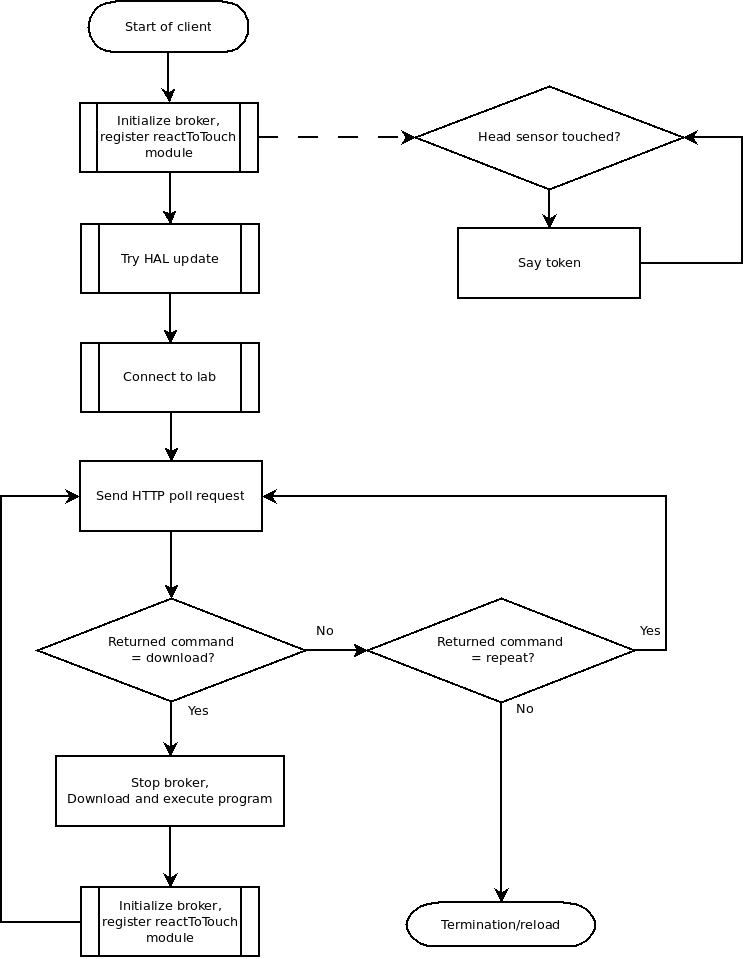 Start of client
Initialize broker,
register reactToTouch
module
Head sensor touched?
Try HAL update
Say token
Connect to lab
Send HTTP poll request
Returned command
= download?
No
Returned command
= repeat?
Yes
Yes
No
Stop broker,
Download and execute program
Initialize broker,
register reactToTouch
module
Termination/reload